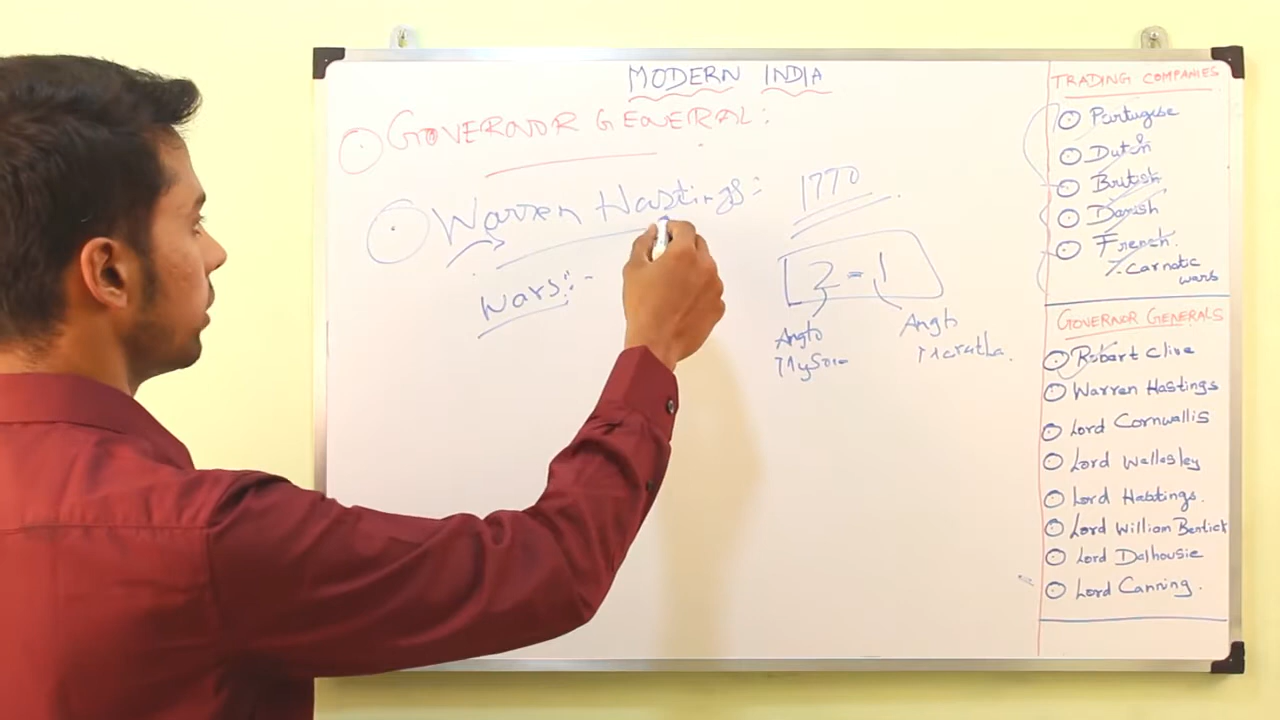 MODERN INDIA
GOVERNOR GENERAL:
Warren Hastings:- 1770
Wars:-
2 - 1
Anglo
Mysore
Anglo
Maratha.
TRADING COMPANIES
Portugise
Dutch
British
Danish
French.
Carnatic
wars
GOVERNOR GENERALS
Robert Clive
Warren Hastings
Lord Cornwallis
Lord Wellesley
Lord Hastings.
Lord William Bentick
Lord Dalhousie
Lord Canning.